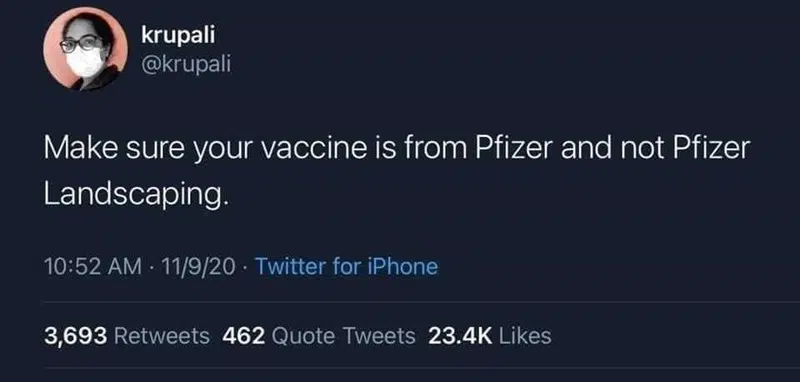 krupali
@krupali
Make sure your vaccine is from Pfizer and not Pfizer
Landscaping.
10:52 AM · 11/9/20 · Twitter for iPhone
3,693 Retweets 462 Quote Tweets 23.4K Likes